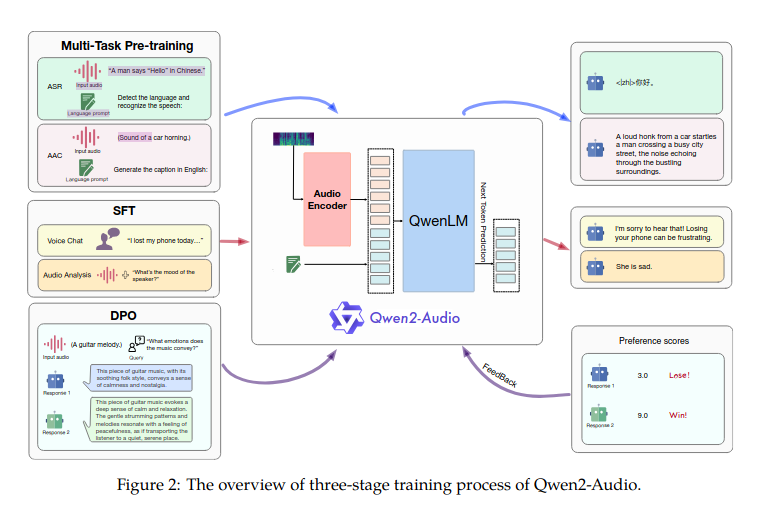 Multi-Task Pre-training
ASR
"A man says "Hello" in Chinese."
Input audio
Detect the language and
recognize the speech:
Language prompt
AAC
(Sound of a car horning.)
Input audio
Generate the caption in English:
Language prompt
SFT
Voice Chat
"I lost my phone today…"
Audio Analysis
"What's the mood of the
speaker?"
DPO
Input audio
(A guitar melody.)
"What emotions does
the music convey?"
Query
Response 1
This piece of guitar music, with its
soothing folk style, conveys a sense
of calmness and nostalgia.
Response 2
This piece of guitar music evokes a
deep sense of calm and relaxation.
The gentle strumming patterns and
melodies resonate with a feeling of
peacefulness, as if transporting the
listener to a quiet, serene place.
Audio
Encoder
QwenLM
Next Token Prediction
Qwen2-Audio
<|zh|>你好。
A loud honk from a car startles
a man crossing a busy city
street, the noise echoing
through the bustling
surroundings.
I'm sorry to hear that! Losing
your phone can be frustrating.
She is sad.
FeedBack
Preference scores
Response 1
3.0
Lose!
Response 2
9.0
Win!
Figure 2: The overview of three-stage training process of Qwen2-Audio.